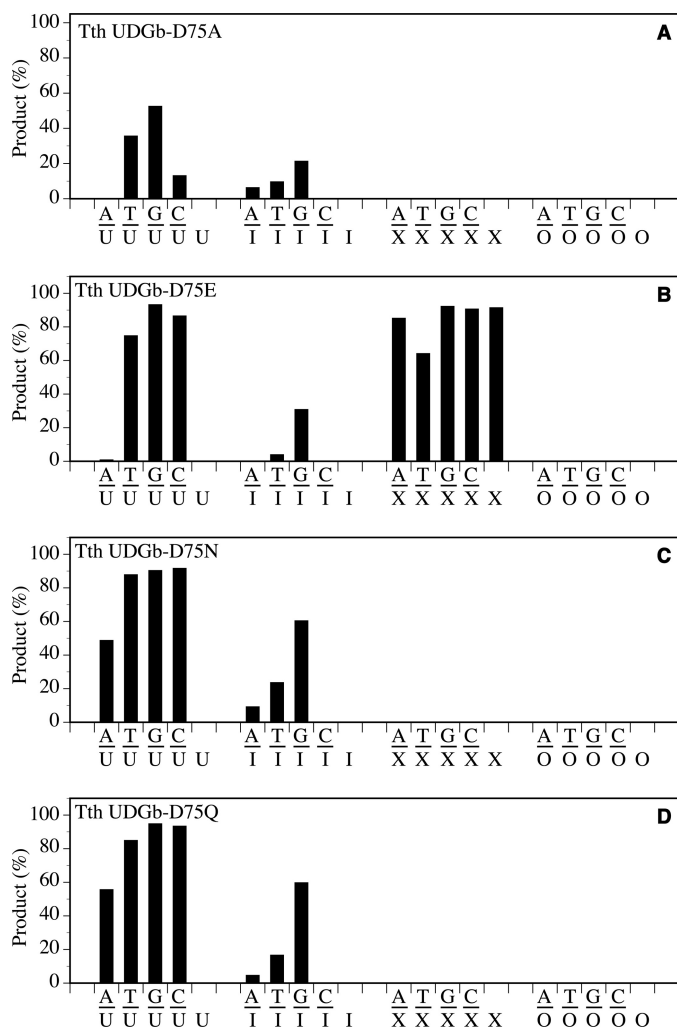 Tth UDGb-D75A A
Product (%)
100
80
60
40
20
0
A T G C A T G C A T G C A T G C
U U U U U I I I I I X X X X X O O O O O
Tth UDGb-D75E B
Product (%)
100
80
60
40
20
0
A T G C A T G C A T G C A T G C
U U U U U I I I I I X X X X X O O O O O
Tth UDGb-D75N C
Product (%)
100
80
60
40
20
0
A T G C A T G C A T G C A T G C
U U U U U I I I I I X X X X X O O O O O
Tth UDGb-D75Q D
Product (%)
100
80
60
40
20
0
A T G C A T G C A T G C A T G C
U U U U U I I I I I X X X X X O O O O O